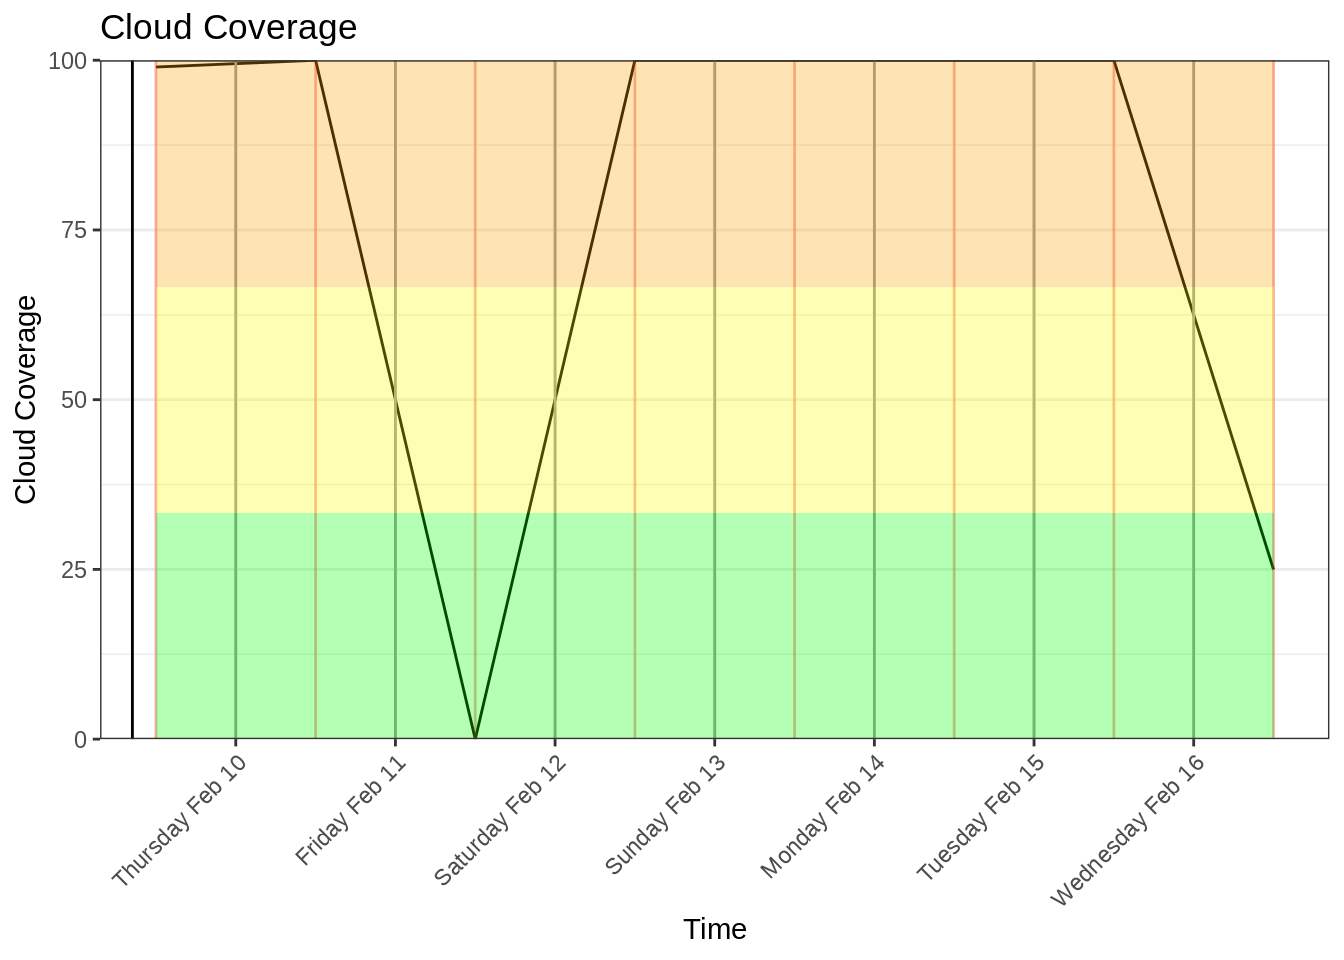 Cloud Coverage
Cloud Coverage
100
75
50
25
0
Thursday Feb 10
Friday Feb 11
Saturday Feb 12
Sunday Feb 13
Monday Feb 14
Tuesday Feb 15
Wednesday Feb 16
Time